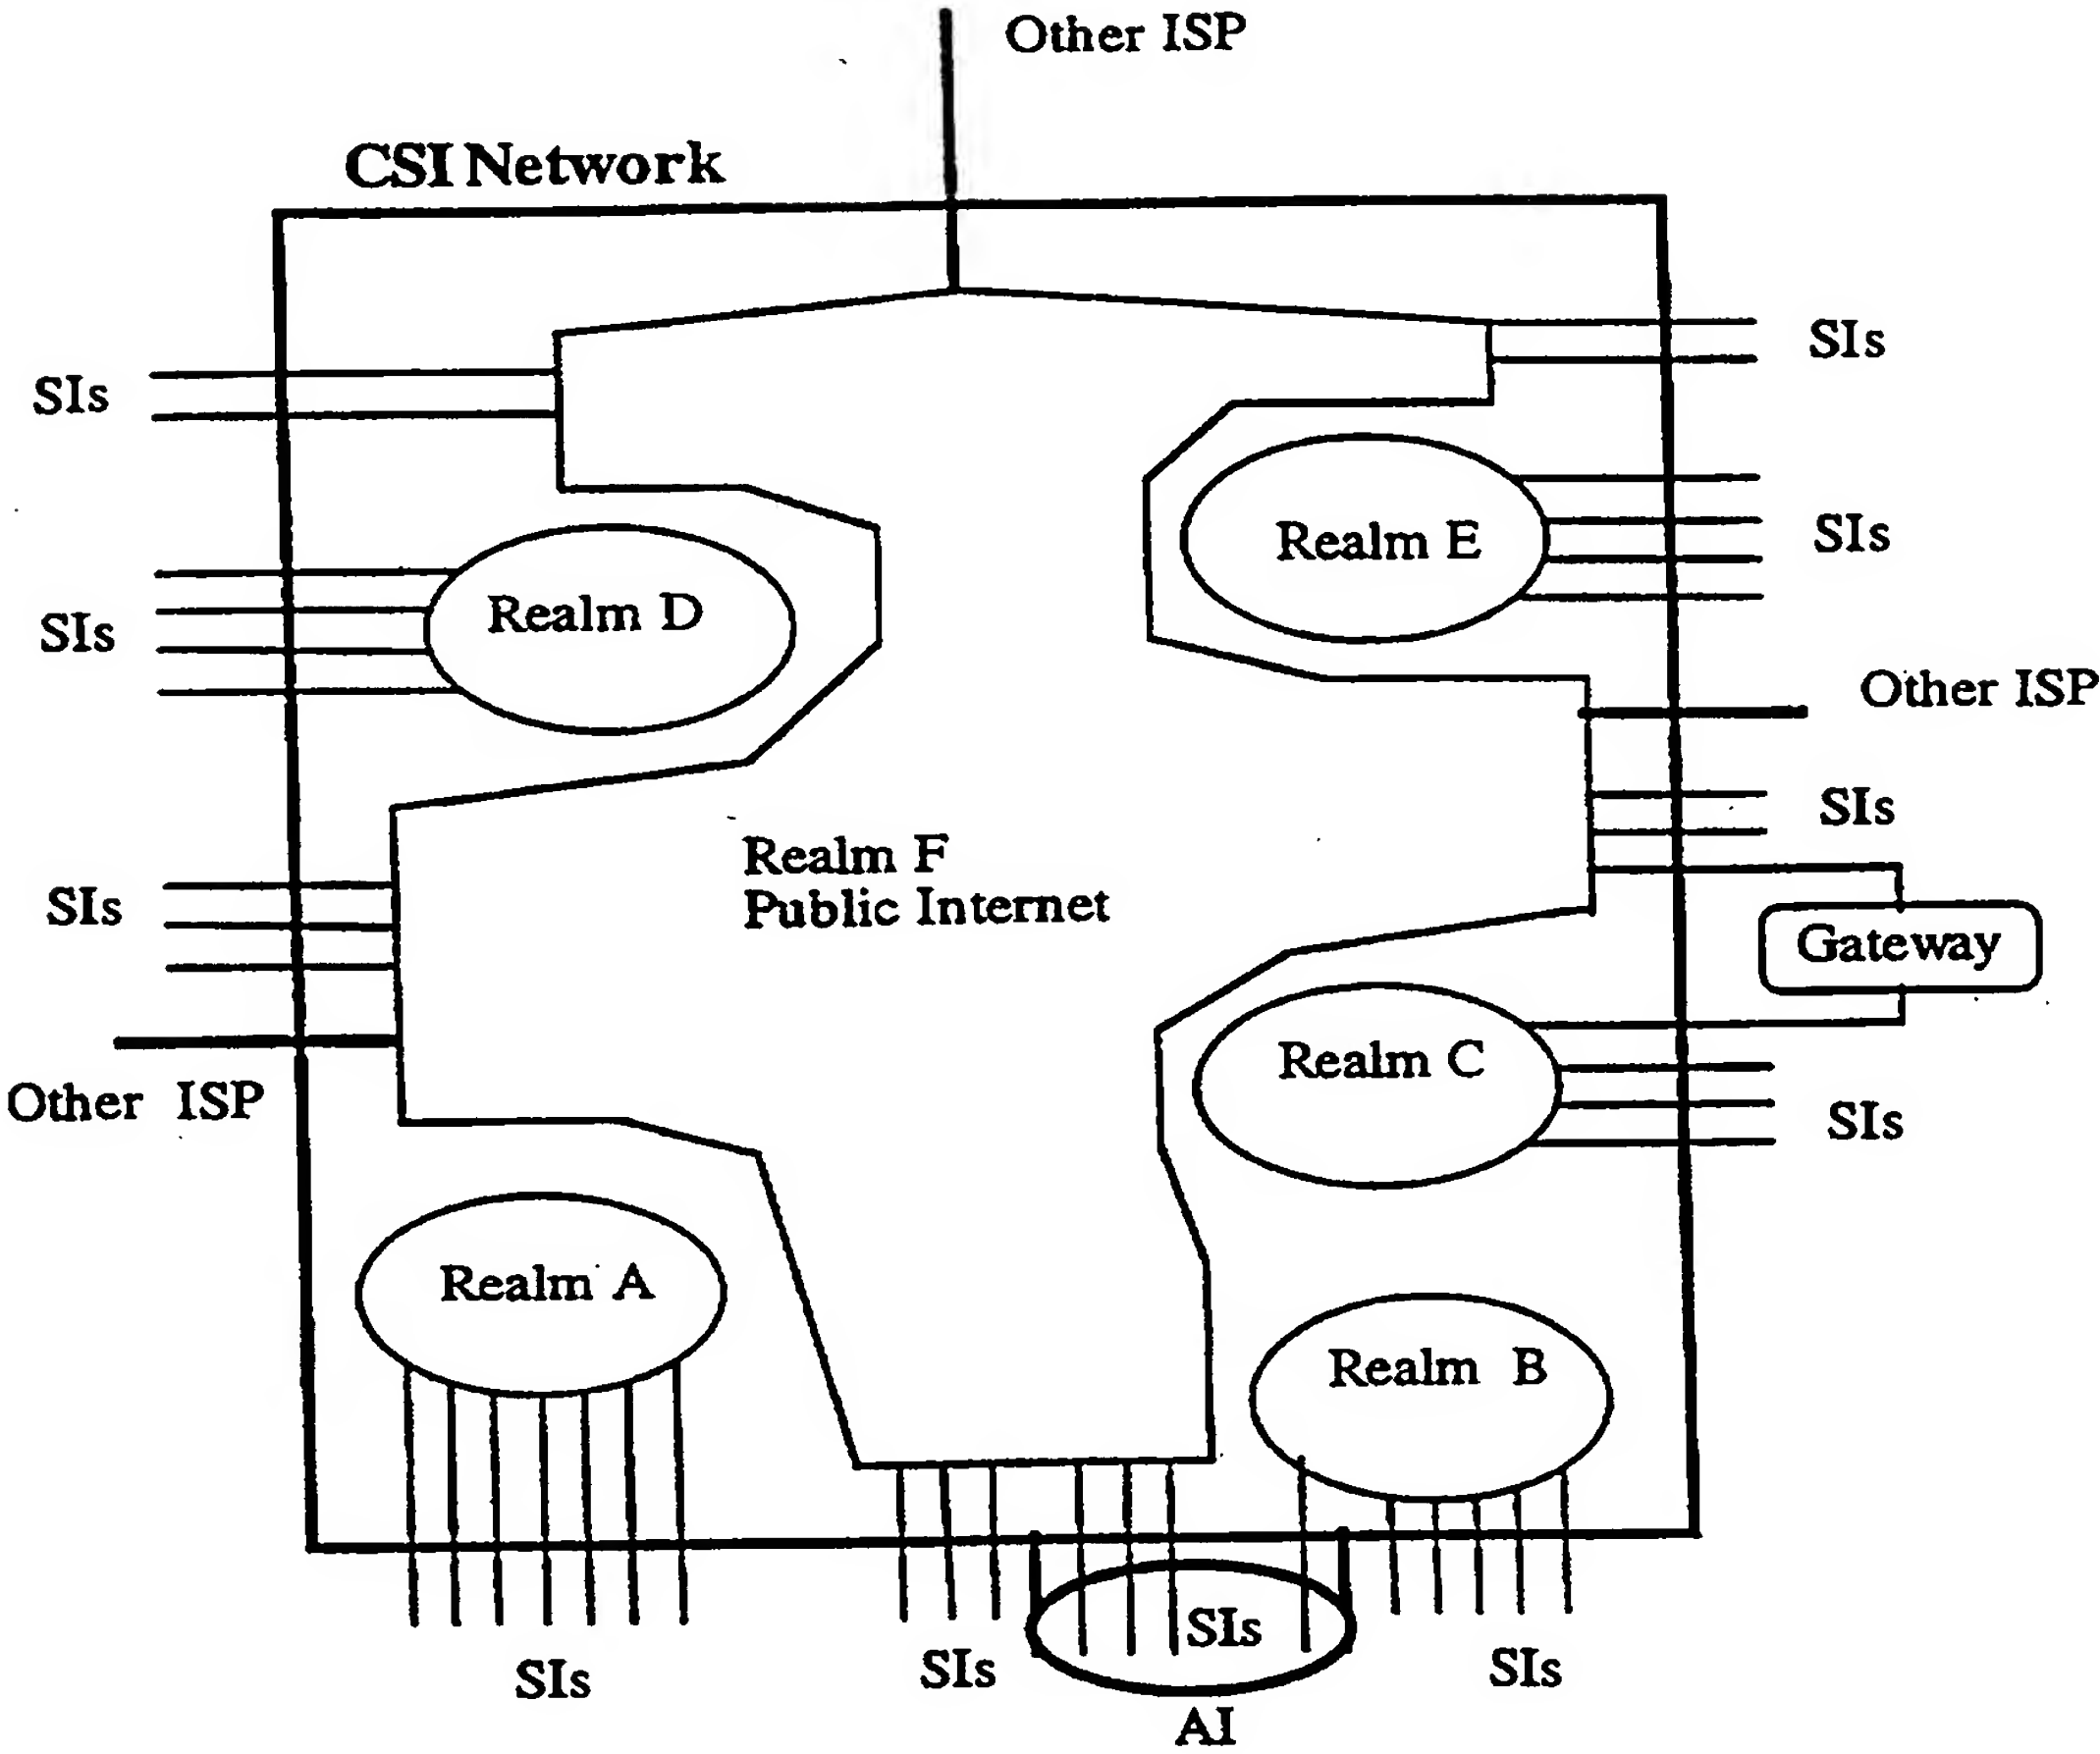 Other ISP
CSI Network
SIs
SIs
Realm E
SIs
Realm D
SIs
Other ISP
SIs
Realm F
Public Internet
SIs
Gateway
Realm C
Other ISP
SIs
Realm A
Realm B
SIs
SIs
SIs
SIs
AI